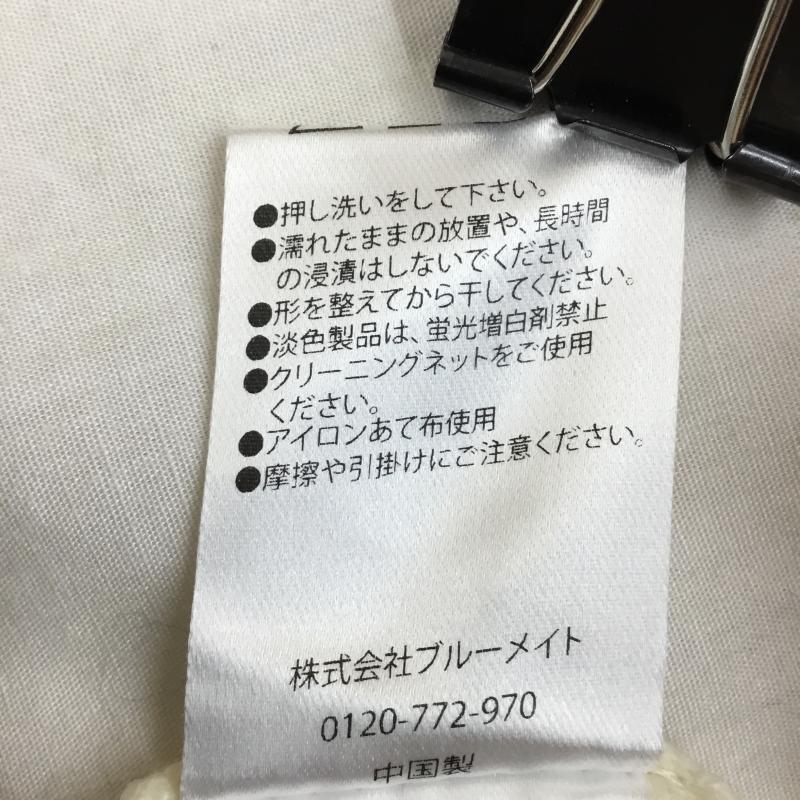 ●押し洗いをして下さい。
●濡れたままの放置や、長時間
の浸漬はしないでください。
●形を整えてから干してください。
●淡色製品は、蛍光増白剤禁止
●クリーニングネットをご使用
ください。
●アイロンあて布使用
●摩擦や引掛けにご注意ください。
株式会社ブルーメイト
0120-772-970
中国製